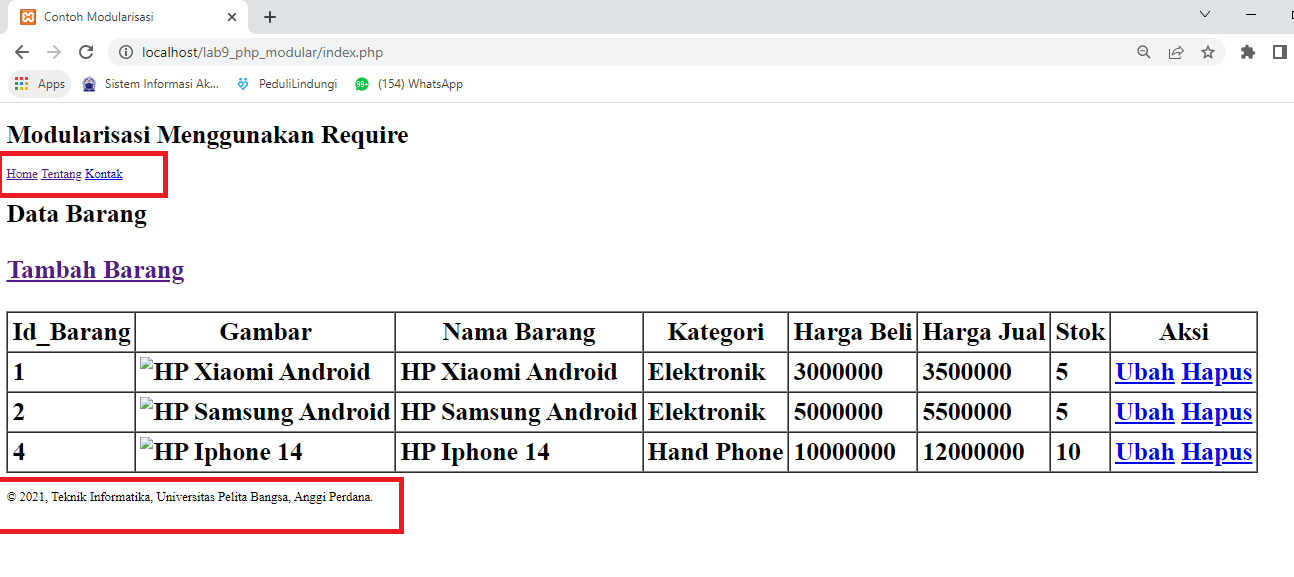 Contoh Modularisasi
localhost/lab9_php_modular/index.php
Apps Sistem Informasi Ak... PeduliLindungi 99+ (154) WhatsApp
Modularisasi Menggunakan Require
Home Tentang Kontak
Data Barang
Tambah Barang
Id_Barang Gambar Nama Barang Kategori Harga Beli Harga Jual Stok Aksi
1 HP Xiaomi Android HP Xiaomi Android Elektronik 3000000 3500000 5 Ubah Hapus
2 HP Samsung Android HP Samsung Android Elektronik 5000000 5500000 5 Ubah Hapus
4 HP Iphone 14 HP Iphone 14 Hand Phone 10000000 12000000 10 Ubah Hapus
© 2021, Teknik Informatika, Universitas Pelita Bangsa, Anggi Perdana.